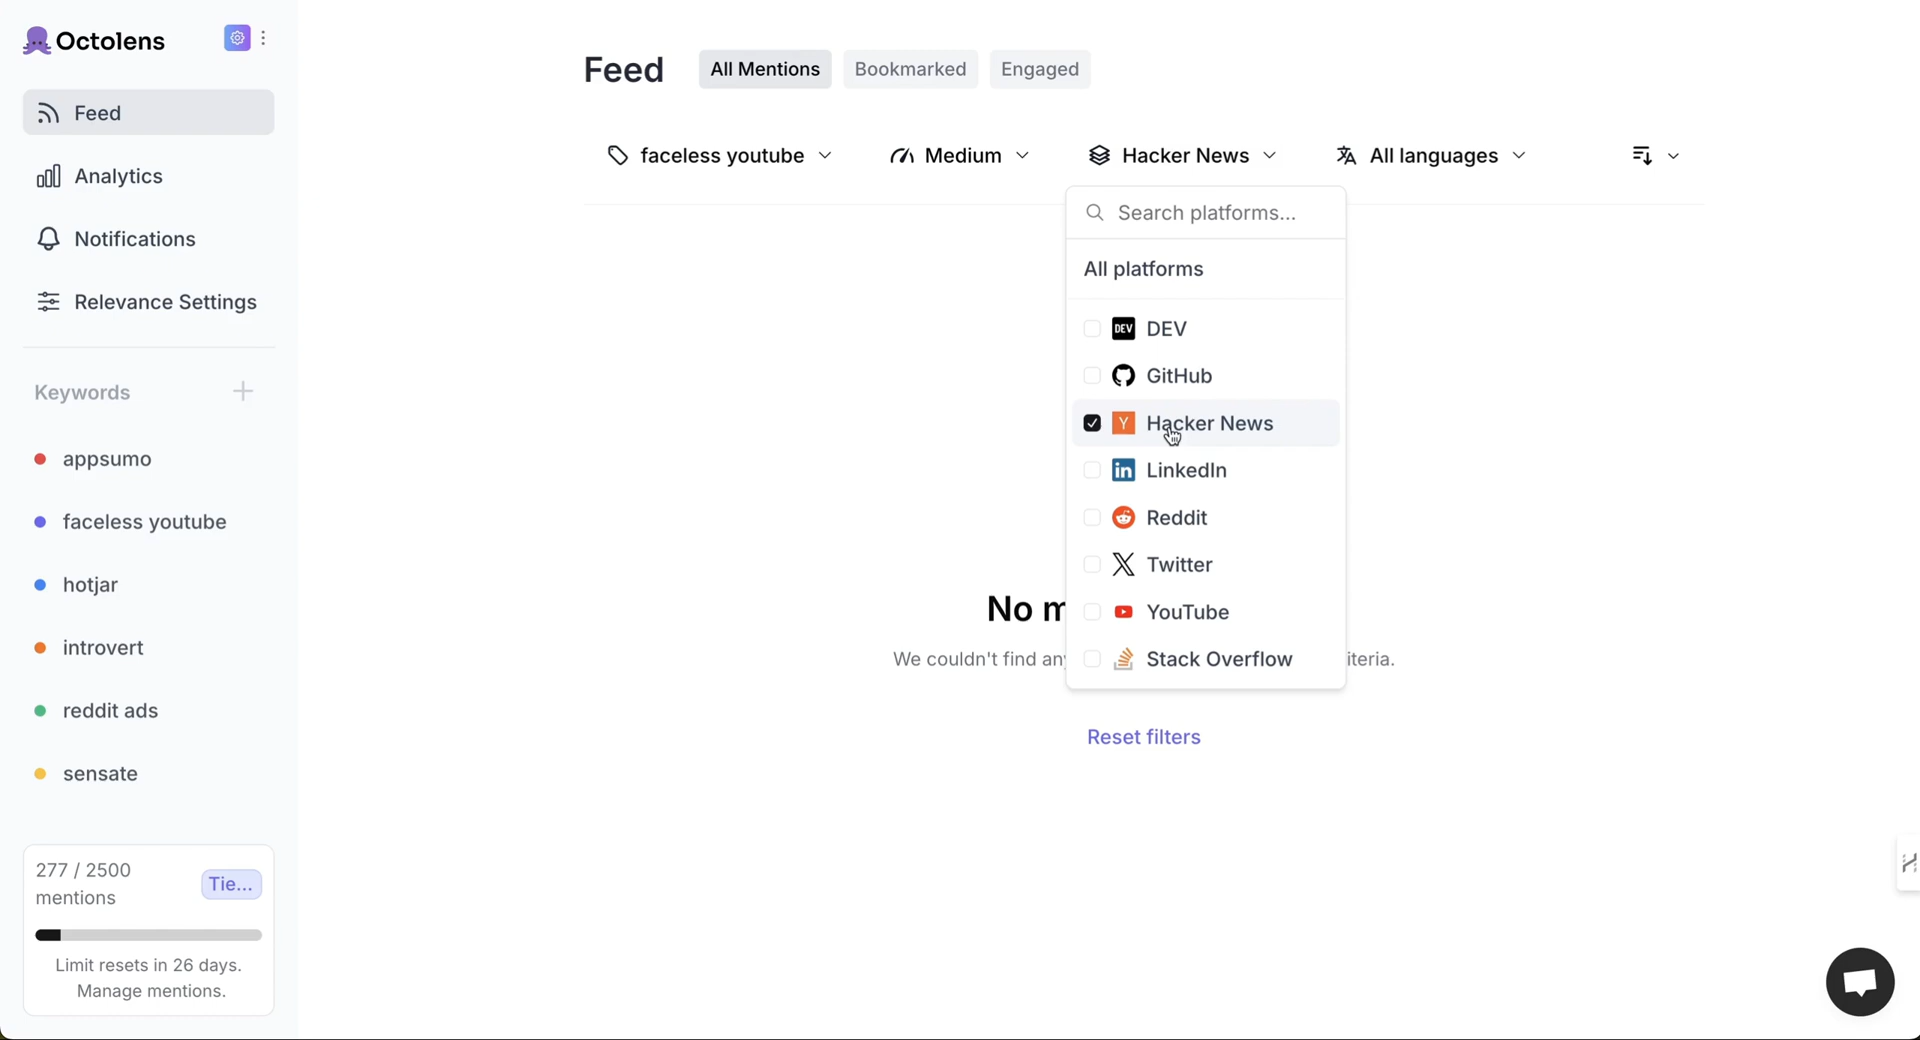 Octolens
Feed
Analytics
Notifications
Relevance Settings
Keywords
appsumo
faceless youtube
hotjar
introvert
reddit ads
sensate
277 / 2500
mentions
Tie...
Limit resets in 26 days.
Manage mentions.
Feed
All Mentions
Bookmarked
Engaged
faceless youtube
Medium
Hacker News
All languages
Search platforms...
All platforms
DEV
DEV
GitHub
Y
Hacker News
in
LinkedIn
Reddit
X
Twitter
YouTube
Stack Overflow
No
We couldn't find
iteria.
Reset filters